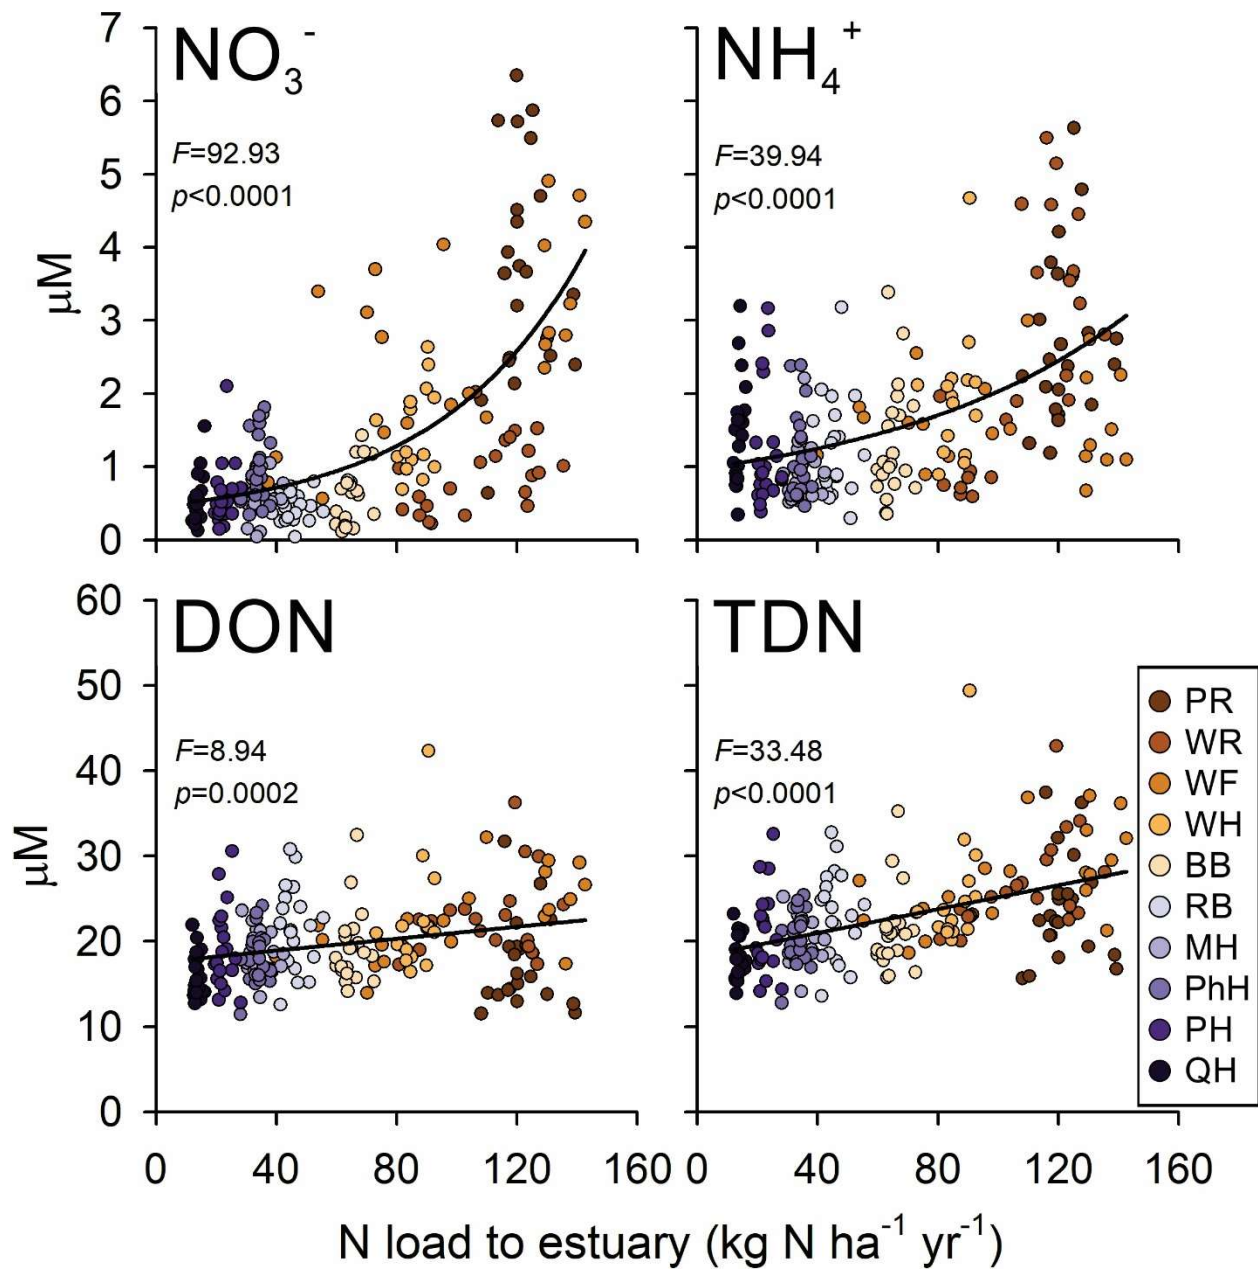 NO₃⁻
F=92.93
p<0.0001
7
6
5
4
3
2
1
0
μM
NH₄⁺
F=39.94
p<0.0001
DON
F=8.94
p=0.0002
60
50
40
30
20
10
0
μM
0 40 80 120 160
TDN
F=33.48
p<0.0001
0 40 80 120 160
PR
WR
WF
WH
BB
RB
MH
PhH
PH
QH
N load to estuary (kg N ha⁻¹ yr⁻¹)